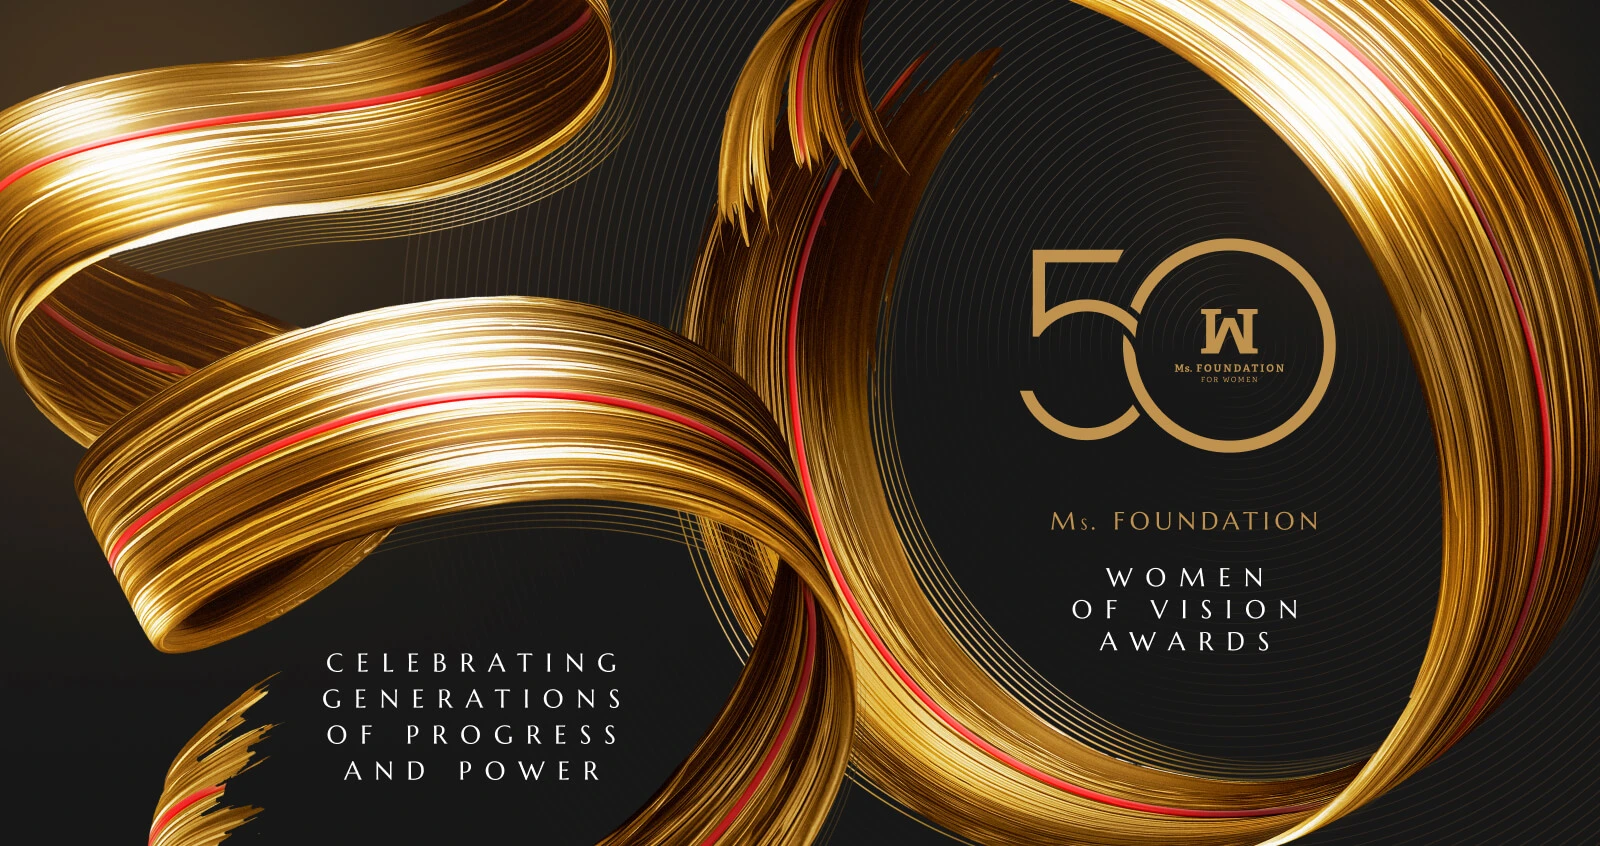 50
W
Ms. FOUNDATION
FOR WOMEN
Ms. FOUNDATION
WOMEN
OF VISION
AWARDS
CELEBRATING
GENERATIONS
OF PROGRESS
AND POWER